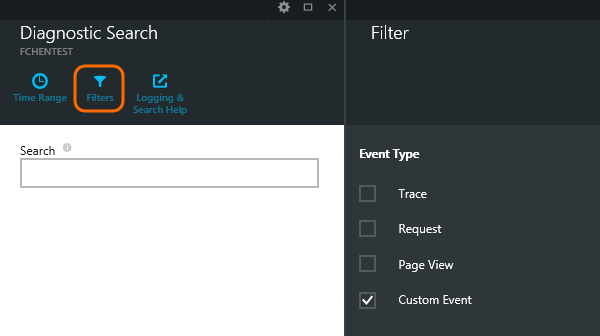 Diagnostic Search
FCHENTEST
Time Range
Filters
Logging &
Search Help
Search
Filter
Event Type
Trace
Request
Page View
Custom Event